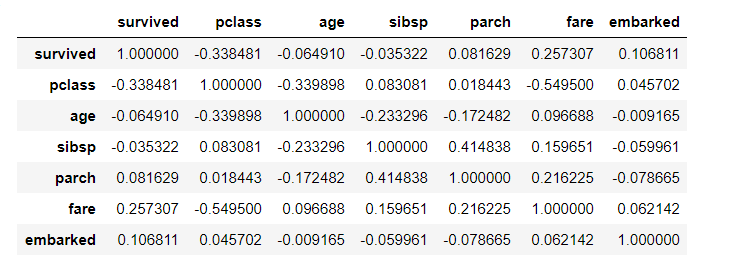 survived pclass age sibsp parch fare embarked
survived 1.000000 -0.338481 -0.064910 -0.035322 0.081629 0.257307 0.106811
pclass -0.338481 1.000000 -0.339898 0.083081 0.018443 -0.549500 0.045702
age -0.064910 -0.339898 1.000000 -0.233296 -0.172482 0.096688 -0.009165
sibsp -0.035322 0.083081 -0.233296 1.000000 0.414838 0.159651 -0.059961
parch 0.081629 0.018443 -0.172482 0.414838 1.000000 0.216225 -0.078665
fare 0.257307 -0.549500 0.096688 0.159651 0.216225 1.000000 0.062142
embarked 0.106811 0.045702 -0.009165 -0.059961 -0.078665 0.062142 1.000000